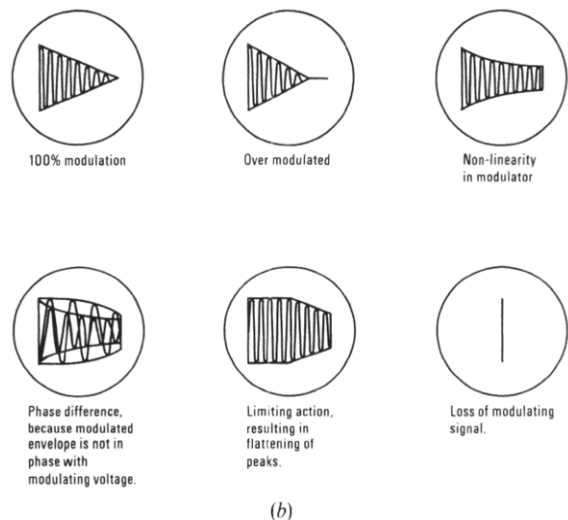 100% modulation
Over modulated
Non-linearity
in modulator
Phase difference,
because modulated
envelope is not in
phase with
modulating voltage.
Limiting action,
resulting in
flattening of
peaks.
Loss of modulating
signal.
(b)